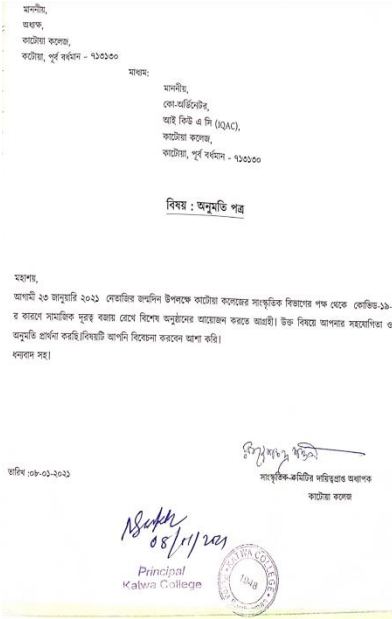 মাননীয়,
অধ্যক্ষ,
কাটোয়া কলেজ,
কটোয়া, পূর্ব বর্ধমান - ৭১৩১৩০
মাধ্যম:
মাননীয়,
কো-অর্ডিনেটর,
আই কিউ এ সি (IQAC),
কাটোয়া কলেজ,
কাটোয়া, পূর্ব বর্ধমান - ৭১৩১৩০
বিষয় : অনুমতি পত্র
মহাশয়,
আগামী ২৩ জানুয়ারি ২০২১ নেতাজির জন্মদিন উপলক্ষে কাটোয়া কলেজের সাংস্কৃতিক বিভাগের পক্ষ থেকে কোভিড-১৯-
র কারণে সামাজিক দূরত্ব বজায় রেখে বিশেষ অনুষ্ঠানের আয়োজন করতে আগ্রহী। উক্ত বিষয়ে আপনার সহযোগিতা ও
অনুমতি প্রার্থনা করছি।বিষয়টি আপনি বিবেচনা করবেন আশা করি।
ধন্যবাদ সহ।
তারিখ :০৮-০১-২০২১
সাংস্কৃতিক-কমিটির দায়িত্বপ্রাপ্ত অধ্যাপক
কাটোয়া কলেজ
08/01/2021
Principal
Katwa College
KATWA COLLEGE
1948